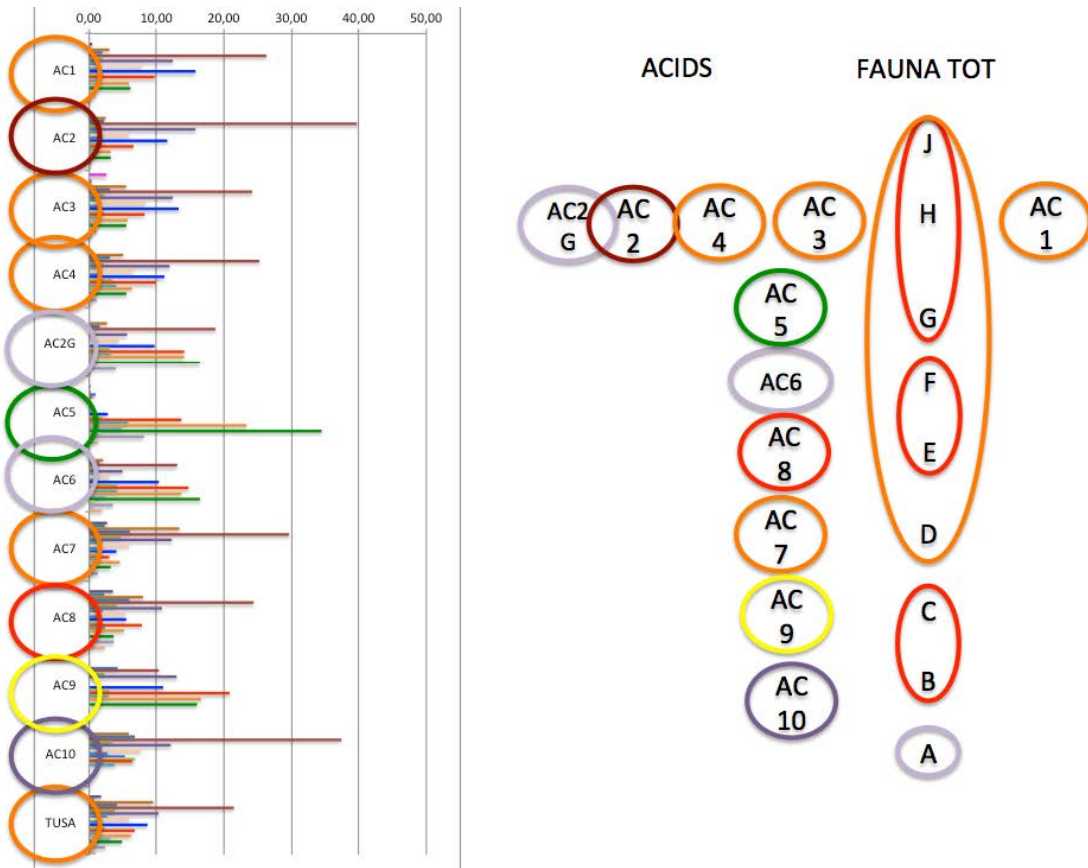 0,00 10,00 20,00 30,00 40,00 50,00
AC1
AC2
AC3
AC4
AC2G
AC5
AC6
AC7
AC8
AC9
AC10
TUSA
ACIDS FAUNA TOT
J
H
G
F
E
D
C
B
A
AC2
G
AC
2
AC
4
AC
3
AC
1
AC
5
AC6
AC
8
AC
7
AC
9
AC
10